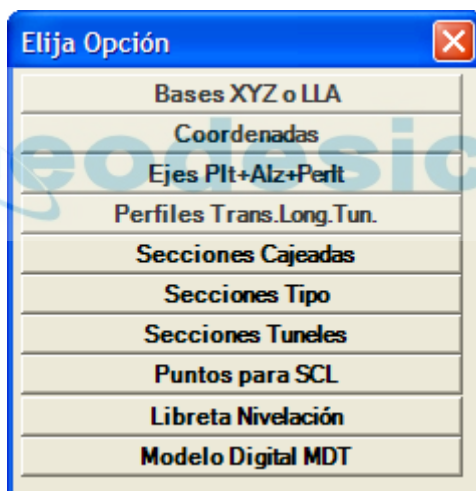 Elija Opción
Bases XYZ o LLA
Coordenadas
Ejes Plt+Alz+Perlt
Perfiles Trans.Long.Tun.
Secciones Cajeadas
Secciones Tipo
Secciones Tuneles
Puntos para SCL
Libreta Nivelación
Modelo Digital MDT